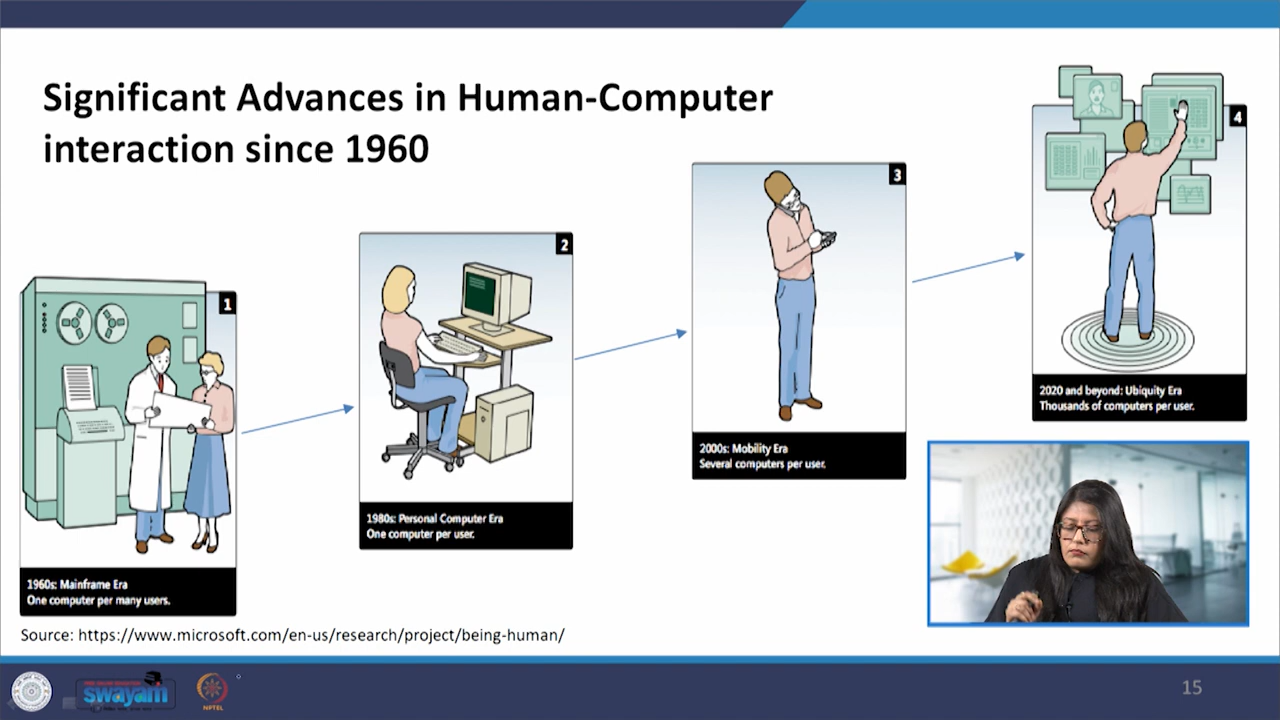 Significant Advances in Human-Computer
interaction since 1960
1
1960s: Mainframe Era
One computer per many users.
2
1980s: Personal Computer Era
One computer per user.
3
2000s: Mobility Era
Several computers per user.
4
2020 and beyond: Ubiquity Era
Thousands of computers per user.
Source: https://www.microsoft.com/en-us/research/project/being-human/
swayam
NPTEL
15